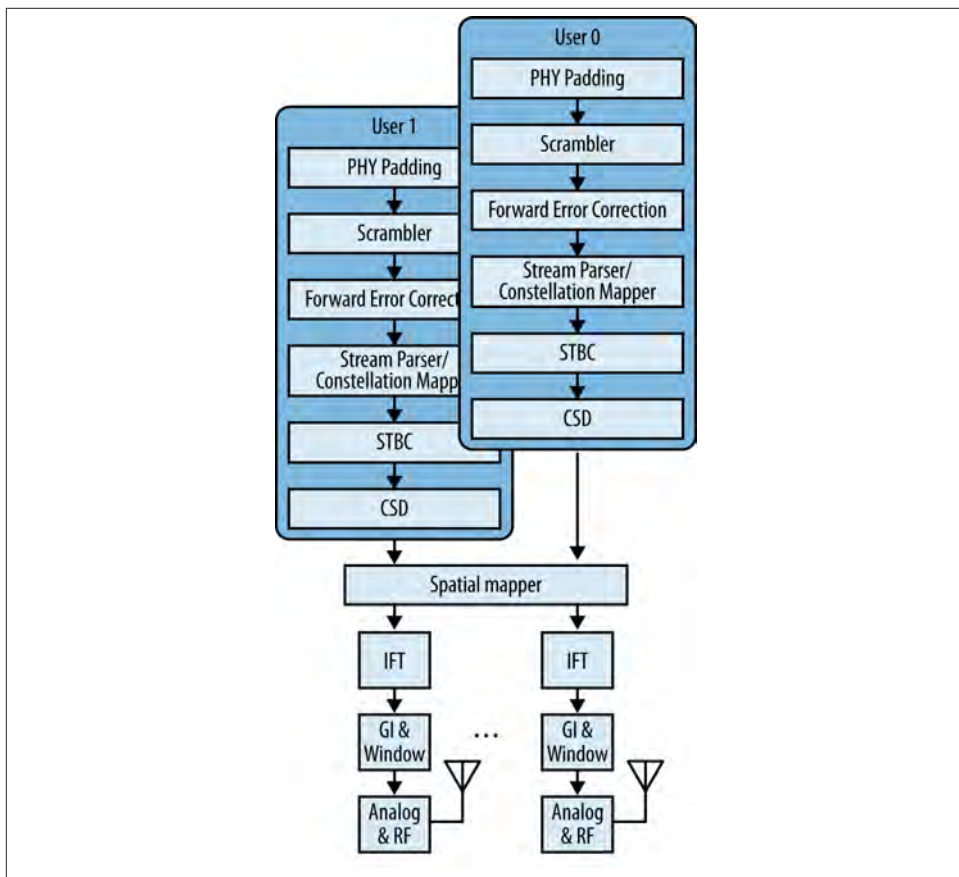 User 0
PHY Padding
Scrambler
Forward Error Correction
Stream Parser/
Constellation Mapper
STBC
CSD
User 1
PHY Padding
Scrambler
Forward Error Correct
Stream Parser/
Constellation Mapp
STBC
CSD
Spatial mapper
IFT
IFT
GI &
Window
...
GI &
Window
Analog
& RF
Analog
& RF